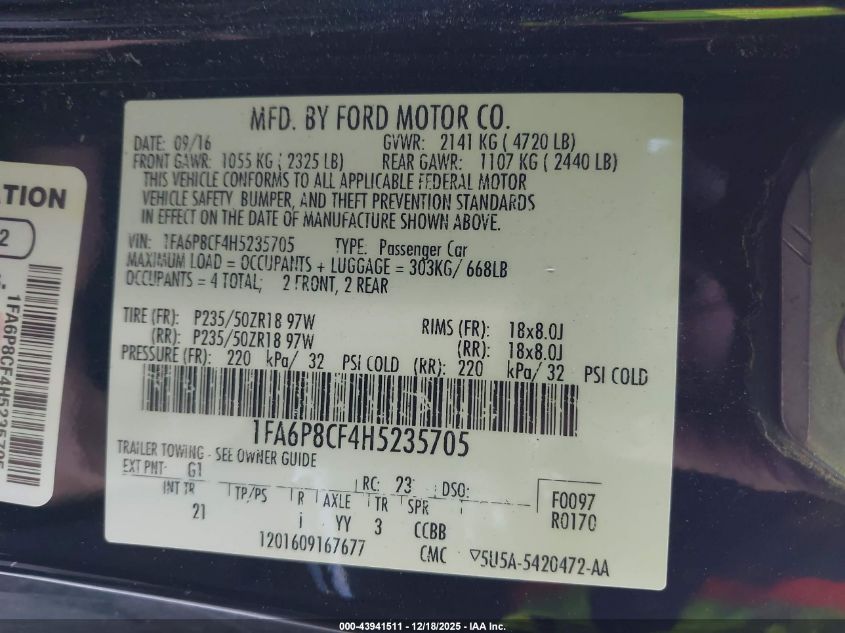 MFD. BY FORD MOTOR CO.
DATE: 09/16 GVWR: 2141 KG ( 4720 LB)
FRONT GAWR: 1055 KG ( 2325 LB) REAR GAWR: 1107 KG ( 2440 LB)
THIS VEHICLE CONFORMS TO ALL APPLICABLE FEDERAL MOTOR
VEHICLE SAFETY, BUMPER, AND THEFT PREVENTION STANDARDS
IN EFFECT ON THE DATE OF MANUFACTURE SHOWN ABOVE.
VIN: 1FA6P8CF4H5235705 TYPE: Passenger Car
MAXIMUM LOAD = OCCUPANTS + LUGGAGE = 303KG/ 668LB
OCCUPANTS = 4 TOTAL; 2 FRONT, 2 REAR
TIRE (FR): P235/50ZR18 97W RIMS (FR): 18x8.0J
(RR): P235/50ZR18 97W (RR): 18x8.0J
PRESSURE (FR): 220 kPa/ 32 PSI COLD (RR): 220 kPa/ 32 PSI COLD
1FA6P8CF4H5235705
TRAILER TOWING - SEE OWNER GUIDE
EXT PNT: G1 RC: 23 DSO: F0097
INT TR TP/PS R AXLE TR SPR R0170
21 i YY 3 CCBB
1201609167677 CMC 5U5A-5420472-AA
TION
2
1FA6P8CF4H5235705
000-43941511 - 12/18/2025 - IAA Inc.